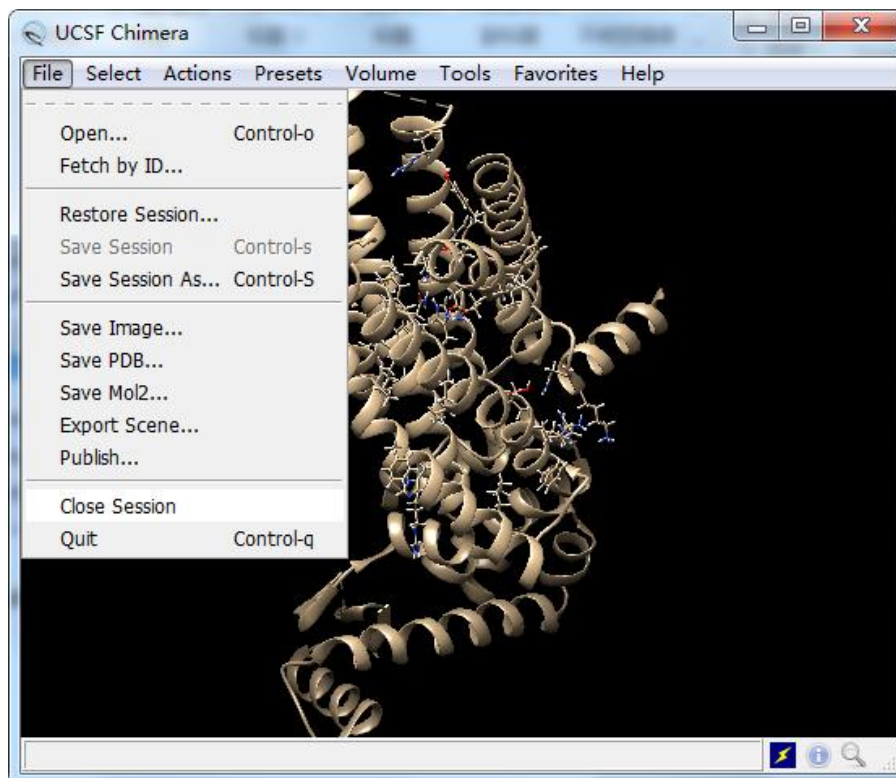 UCSF Chimera
File Select Actions Presets Volume Tools Favorites Help
Open... Control-o
Fetch by ID...
Restore Session...
Save Session Control-s
Save Session As... Control-S
Save Image...
Save PDB...
Save Mol2...
Export Scene...
Publish...
Close Session
Quit Control-q